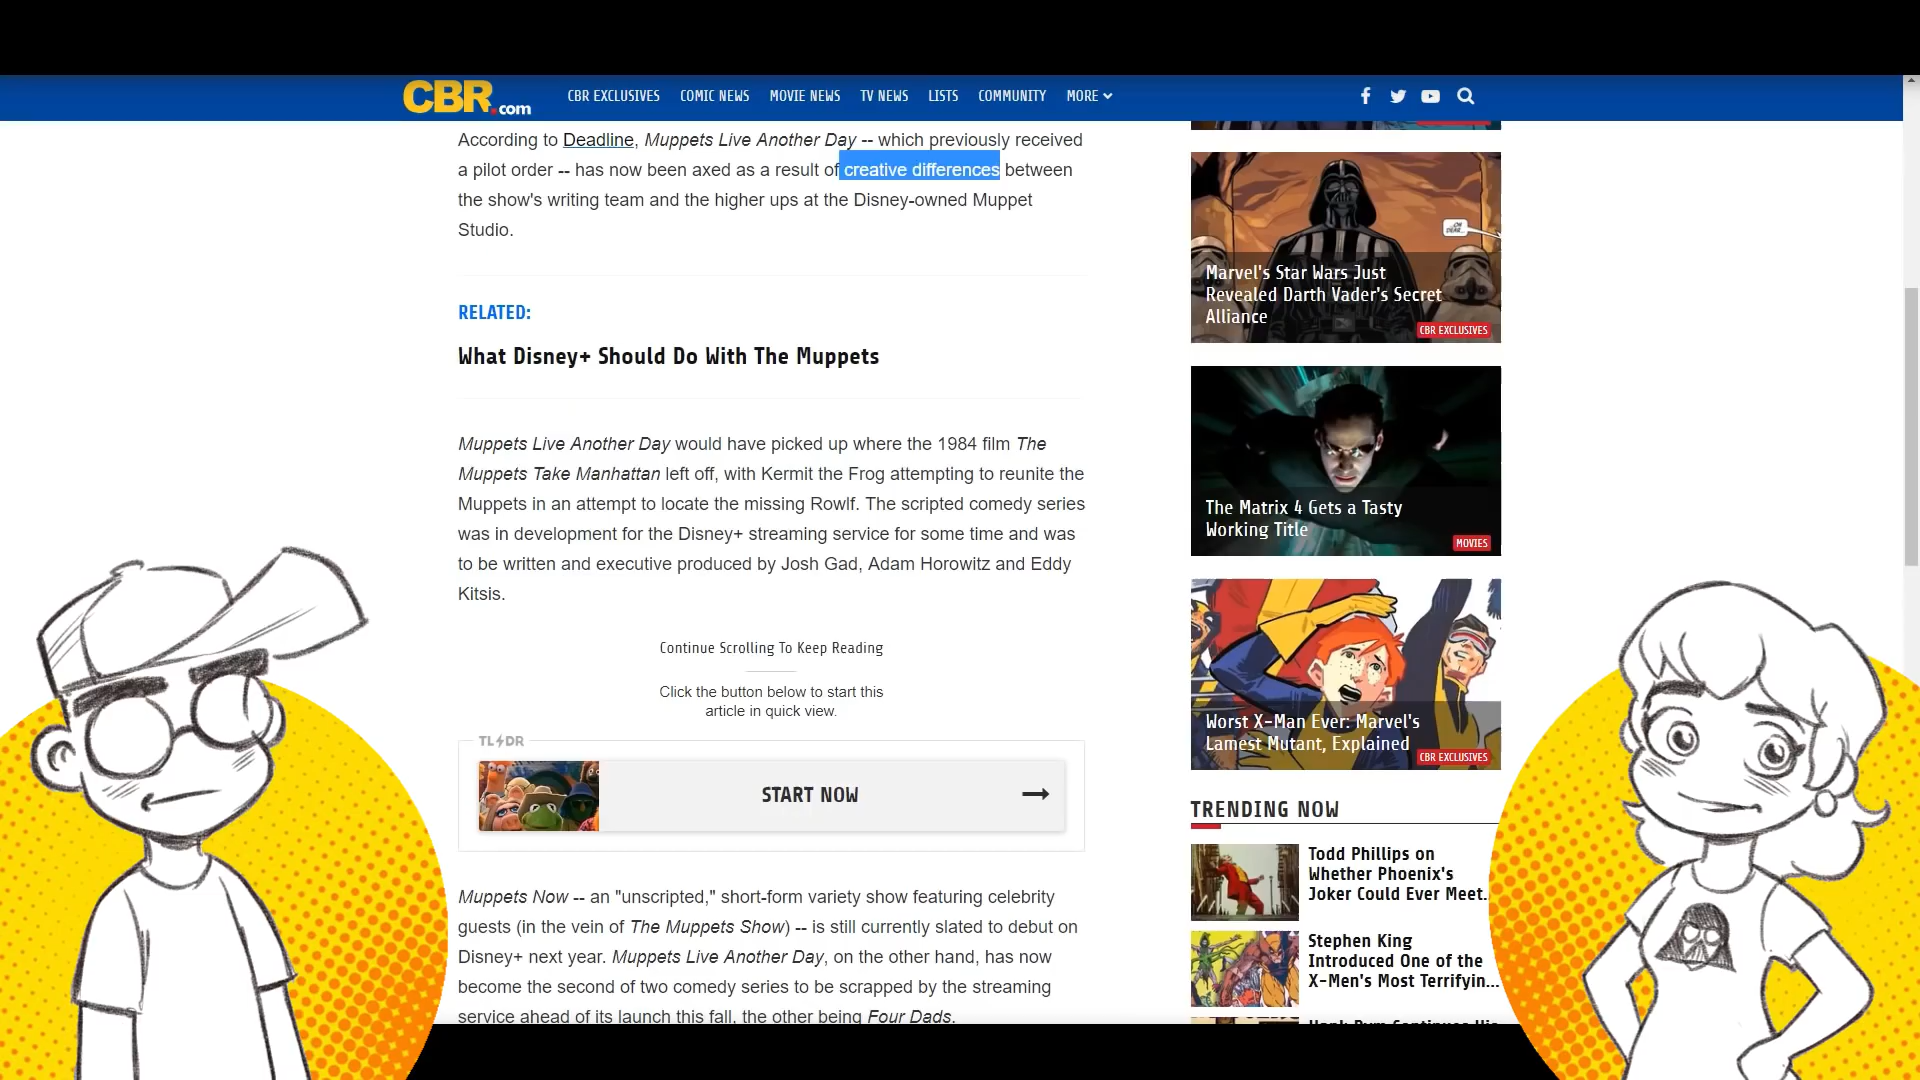 CBR.com
CBR EXCLUSIVES COMIC NEWS MOVIE NEWS TV NEWS LISTS COMMUNITY MORE
According to Deadline, Muppets Live Another Day -- which previously received
a pilot order -- has now been axed as a result of creative differences between
the show's writing team and the higher ups at the Disney-owned Muppet
Studio.
RELATED:
What Disney+ Should Do With The Muppets
Muppets Live Another Day would have picked up where the 1984 film The
Muppets Take Manhattan left off, with Kermit the Frog attempting to reunite the
Muppets in an attempt to locate the missing Rowlf. The scripted comedy series
was in development for the Disney+ streaming service for some time and was
to be written and executive produced by Josh Gad, Adam Horowitz and Eddy
Kitsis.
Continue Scrolling To Keep Reading
Click the button below to start this
article in quick view.
TL DR
START NOW
Muppets Now -- an "unscripted," short-form variety show featuring celebrity
guests (in the vein of The Muppets Show) -- is still currently slated to debut on
Disney+ next year. Muppets Live Another Day, on the other hand, has now
become the second of two comedy series to be scrapped by the streaming
service ahead of its launch this fall, the other being Four Dads.
Marvel's Star Wars Just
Revealed Darth Vader's Secret
Alliance
CBR EXCLUSIVES
The Matrix 4 Gets a Tasty
Working Title
MOVIES
Worst X-Man Ever: Marvel's
Lamest Mutant, Explained
CBR EXCLUSIVES
TRENDING NOW
Todd Phillips on
Whether Phoenix's
Joker Could Ever Meet.
Stephen King
Introduced One of the
X-Men's Most Terrifyin...